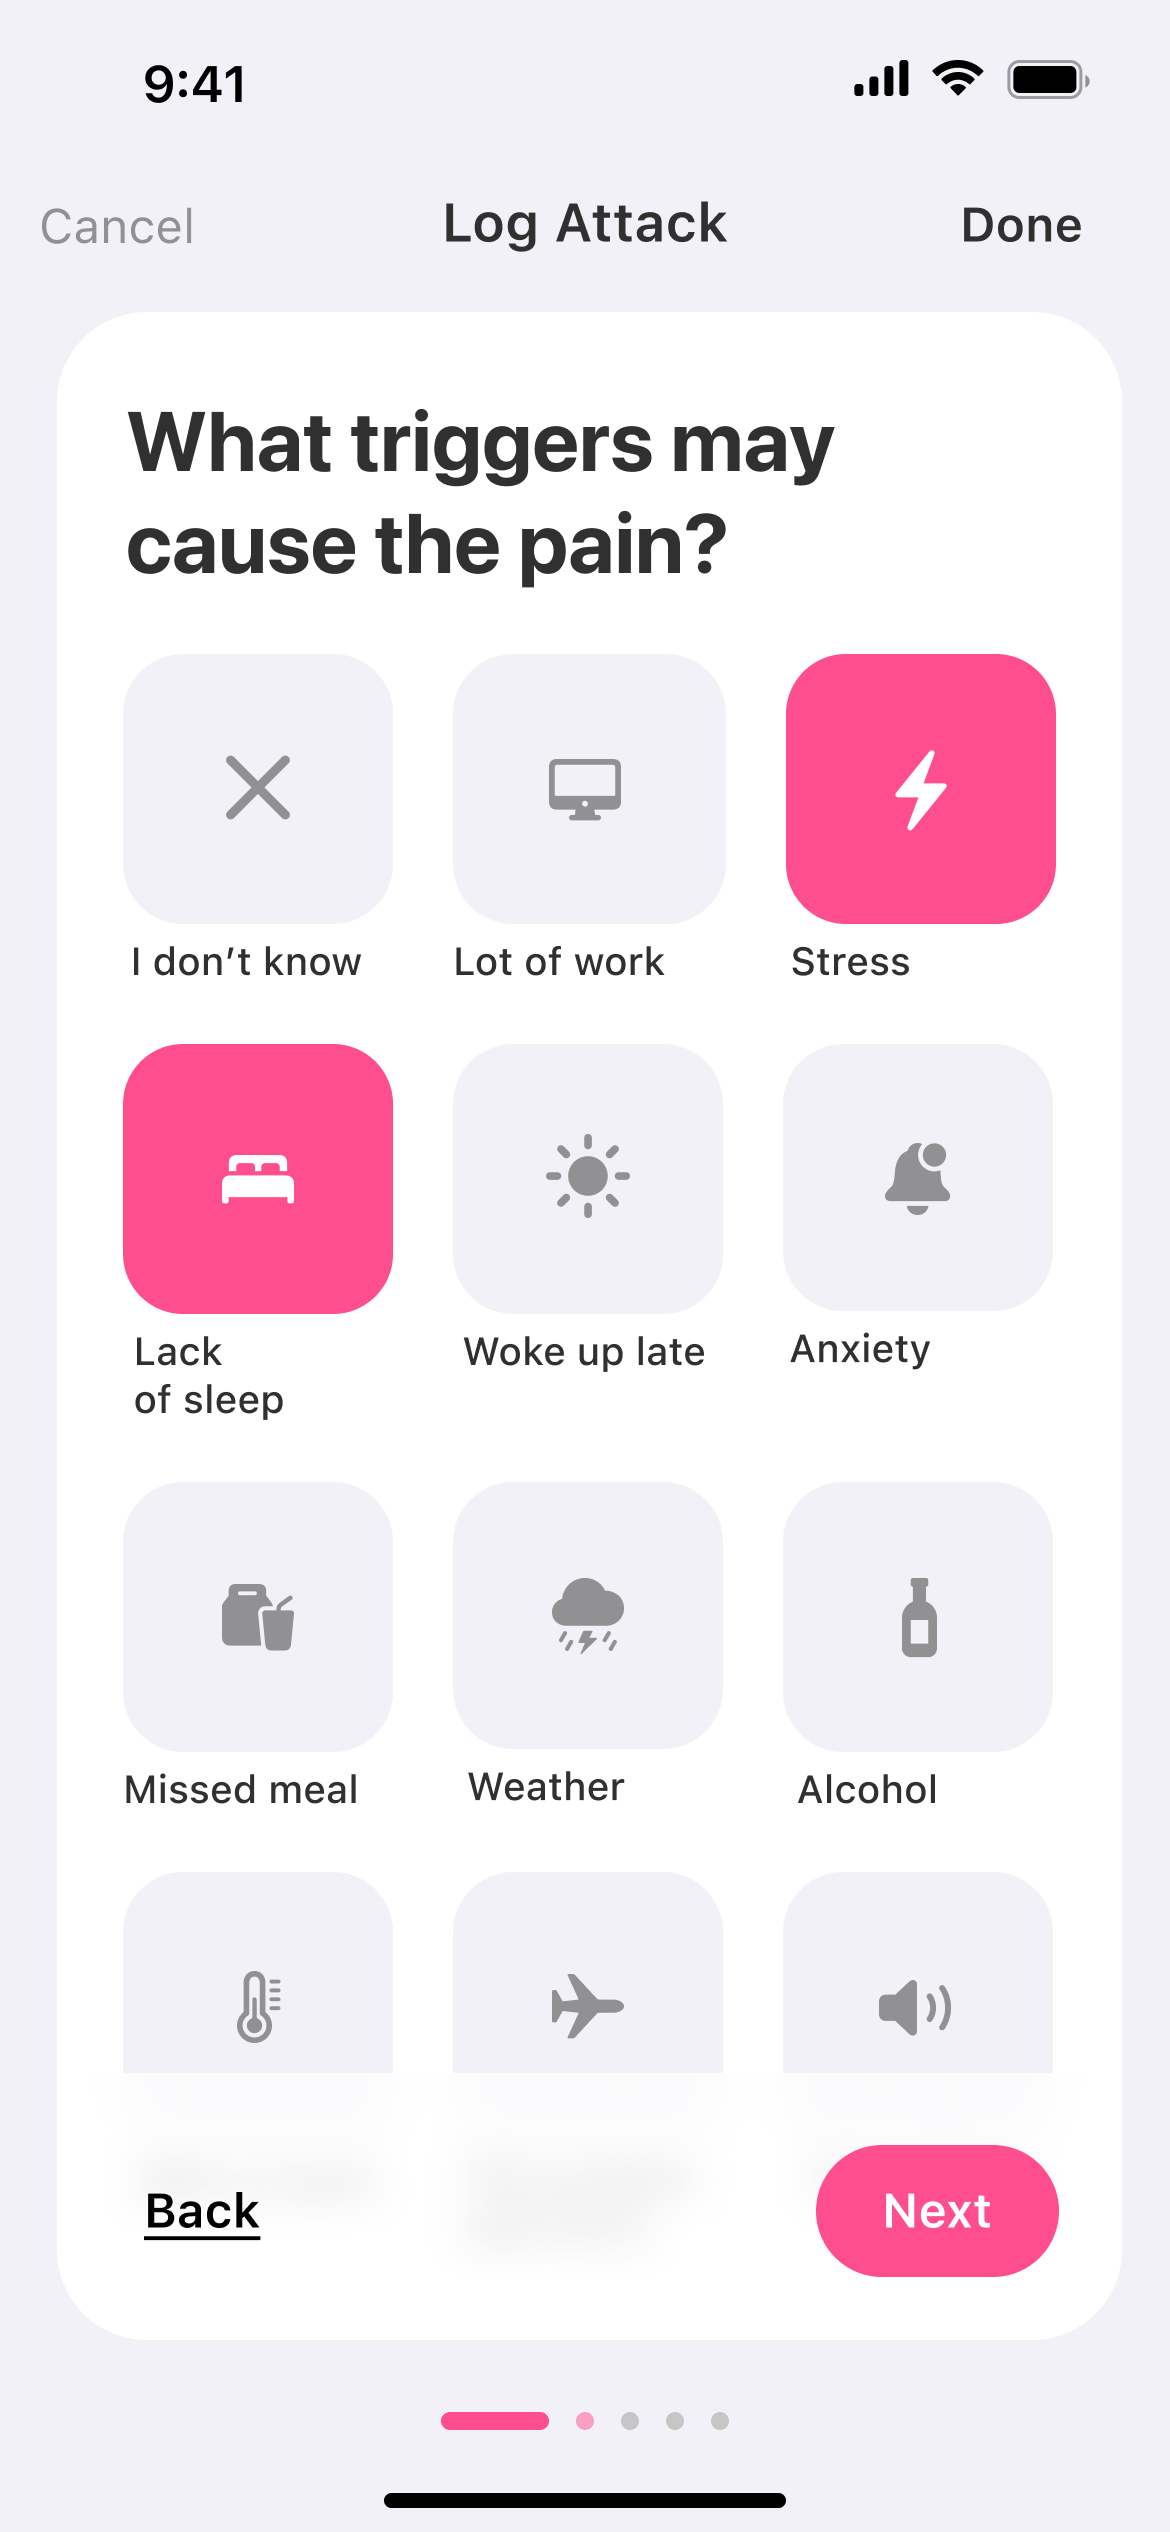 9:41
Cancel
Log Attack
Done
What triggers may
cause the pain?
I don’t know
Lot of work
Stress
Lack
of sleep
Woke up late
Anxiety
Missed meal
Weather
Alcohol
Back
Next